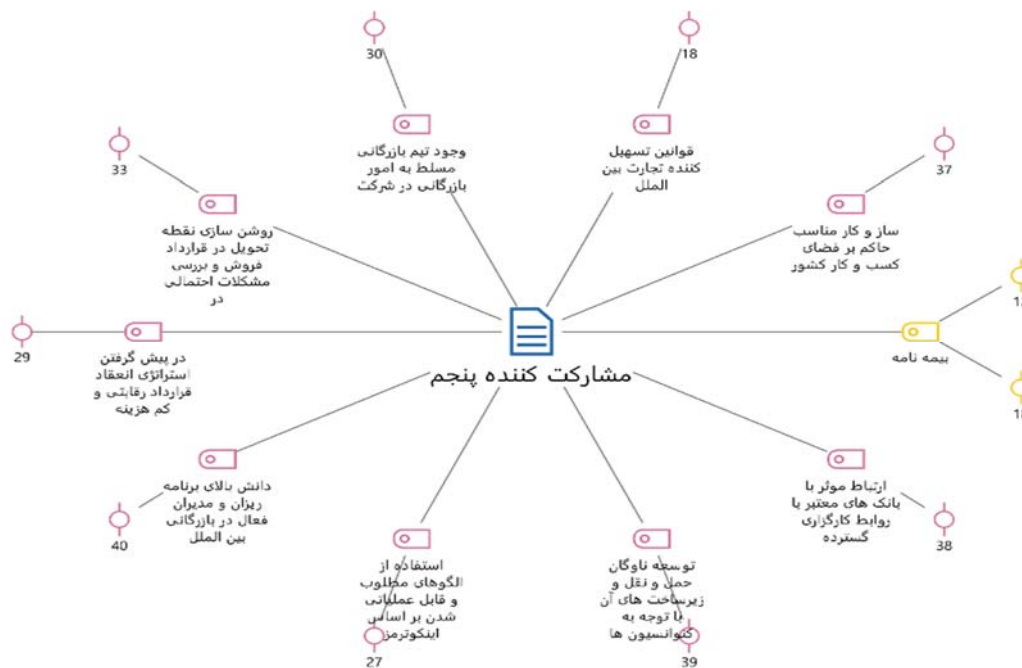 30
18
وجود تیم بازرگانی
مسلط به امور
بازرگانی در شرکت
قوانین تسهیل
کننده تجارت بین
الملل
33
37
روشن سازی نقطه
تحویل در قرارداد
فروش و بررسی
مشکلات احتمالی
در
ساز و کار مناسب
حاکم بر فضای
کسب و کار کشور
29
در پیش گرفتن
استراتژی انعقاد
قرارداد رقابتی و
کم هزینه
مشارکت کننده پنجم
بیمه نامه
دانش بالای برنامه
ریزان و مدیران
فعال در بازرگانی
بین الملل
40
ارتباط موثر با
بانک های معتبر با
روابط کارگزاری
گسترده
38
استفاده از
الگوهای مطلوب
و قابل عملیاتی
شدن بر اساس
اینکوترمز
27
توسعه ناوگان
حمل و نقل و
زیرساخت های آن
با توجه به
کنوانسیون ها
39